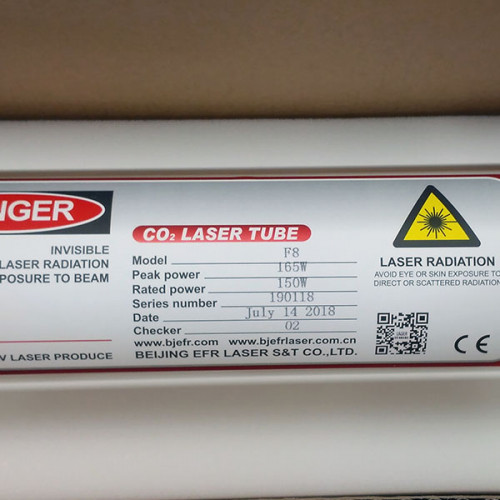 NGER
INVISIBLE
LASER RADIATION
POSURE TO BEAM
W LASER PRODUCE
CO₂ LASER TUBE
Model F8
Peak power 165W
Rated power 150W
Series number 190118
Date July 14 2018
Checker 02
www.bjefr.com www.bjefrlaser.com.cn
BEIJING EFR LASER S&T CO.,LTD.
LASER RADIATION
AVOID EYE OR SKIN EXPOSURE TO
DIRECT OR SCATTERED RADIATION
CE